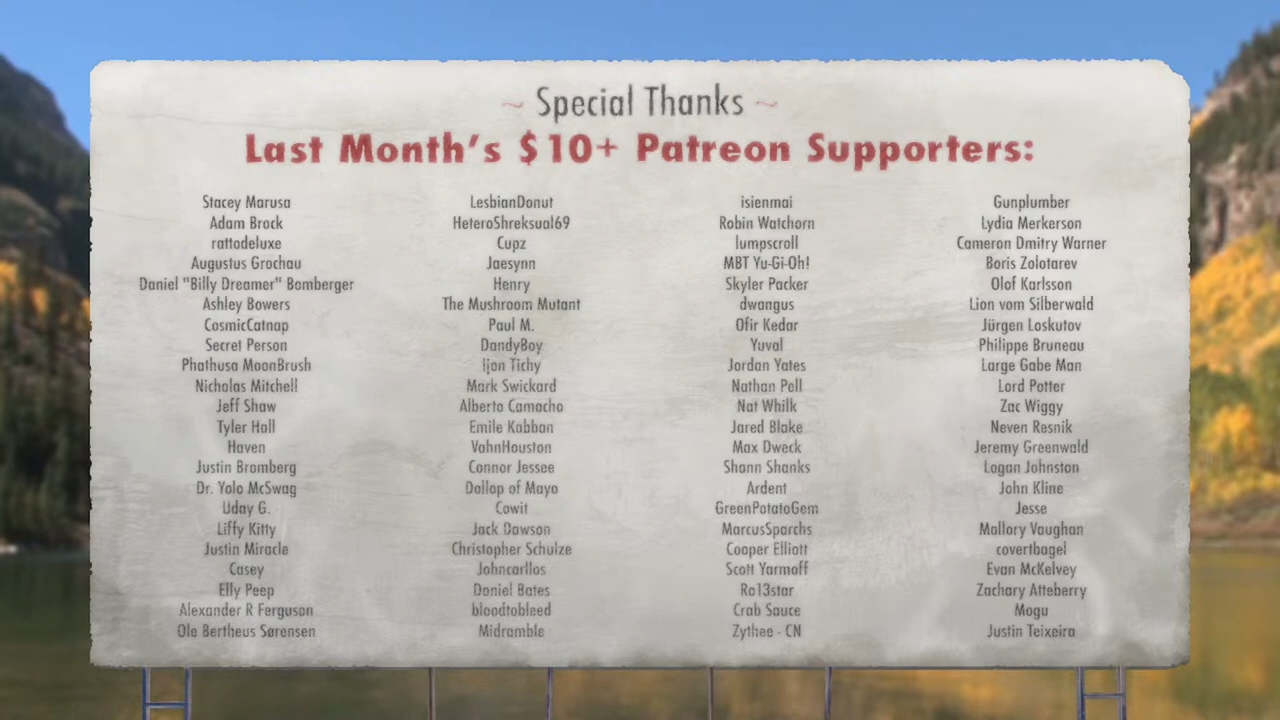 ~ Special Thanks ~
Last Month's $10+ Patreon Supporters:
Stacey Marusa
Adam Brock
rattodeluxe
Augustus Grochau
Daniel "Billy Dreamer" Bomberger
Ashley Bowers
CosmicCatnap
Secret Person
Phathusa MoonBrush
Nicholas Mitchell
Jeff Shaw
Tyler Hall
Haven
Justin Bromberg
Dr. Yolo McSwag
Uday G.
Liffy Kitty
Justin Miracle
Casey
Elly Peep
Alexander R Ferguson
Ole Bertheus Sørensen
LesbianDonut
HeteroShreksual69
Cupz
Jaesynn
Henry
The Mushroom Mutant
Paul M.
DandyBoy
Ijon Tichy
Mark Swickard
Alberto Camacho
Emile Kabban
VahnHouston
Connor Jessee
Dollop of Mayo
Cowit
Jack Dawson
Christopher Schulze
Johncarllos
Daniel Bates
bloodtobleed
Midramble
isienmai
Robin Watchorn
lumpscroll
MBT Yu-Gi-Oh!
Skyler Packer
dwangus
Ofir Kedar
Yuval
Jordan Yates
Nathan Pell
Nat Whilk
Jared Blake
Max Dweck
Shann Shanks
Ardent
GreenPotatoGem
MarcusSparchs
Cooper Elliott
Scott Yarmoff
Ro13star
Crab Sauce
Zythee - CN
Gunplumber
Lydia Merkerson
Cameron Dmitry Warner
Boris Zolotarev
Olof Karlsson
Lion vom Silberwald
Jürgen Loskutov
Philippe Bruneau
Large Gabe Man
Lord Potter
Zac Wiggy
Neven Resnik
Jeremy Greenwald
Logan Johnston
John Kline
Jesse
Mallory Vaughan
covertbagel
Evan McKelvey
Zachary Atteberry
Mogu
Justin Teixeira